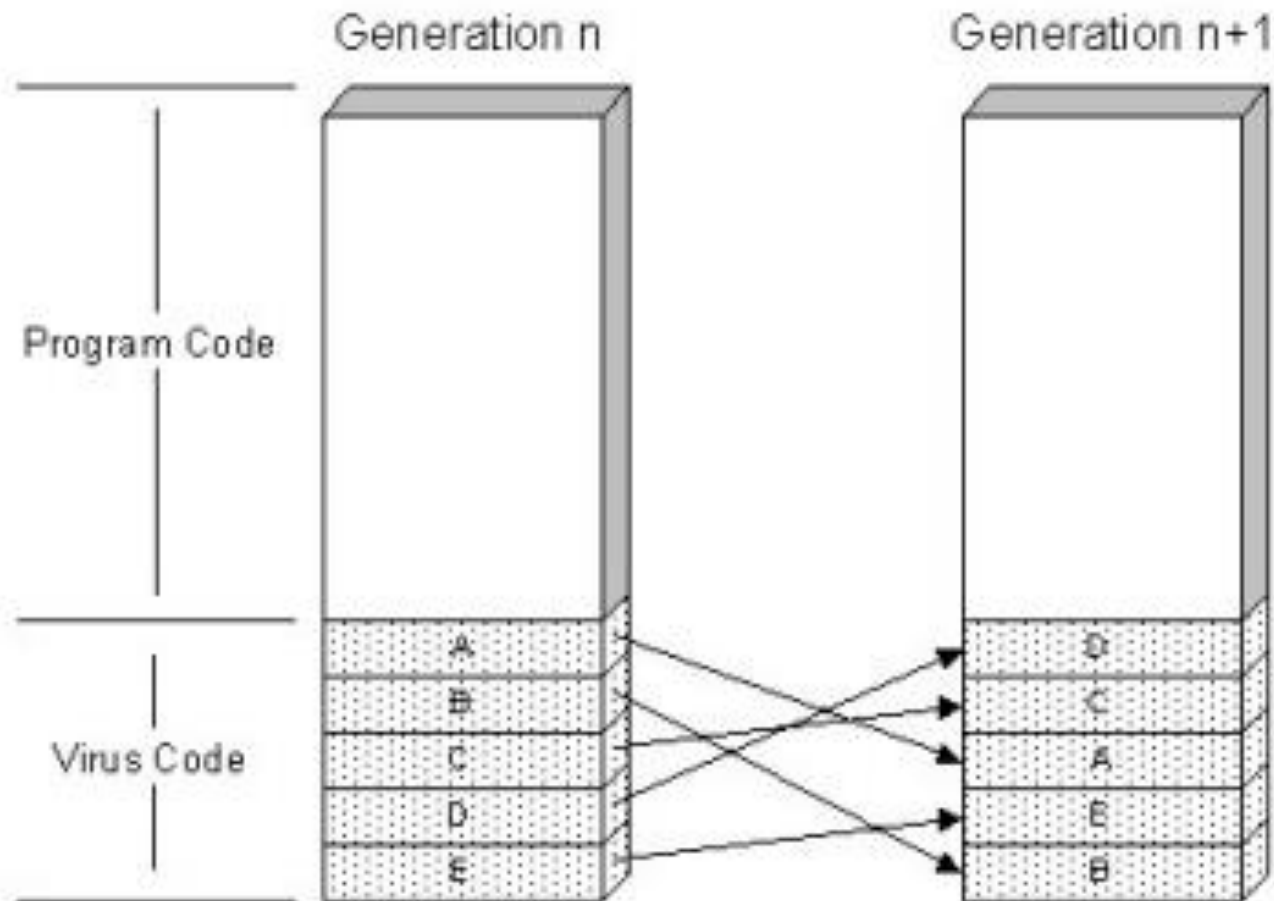 Generation n
Generation n+1
Program Code
Virus Code
A
B
C
D
E
D
C
A
E
B